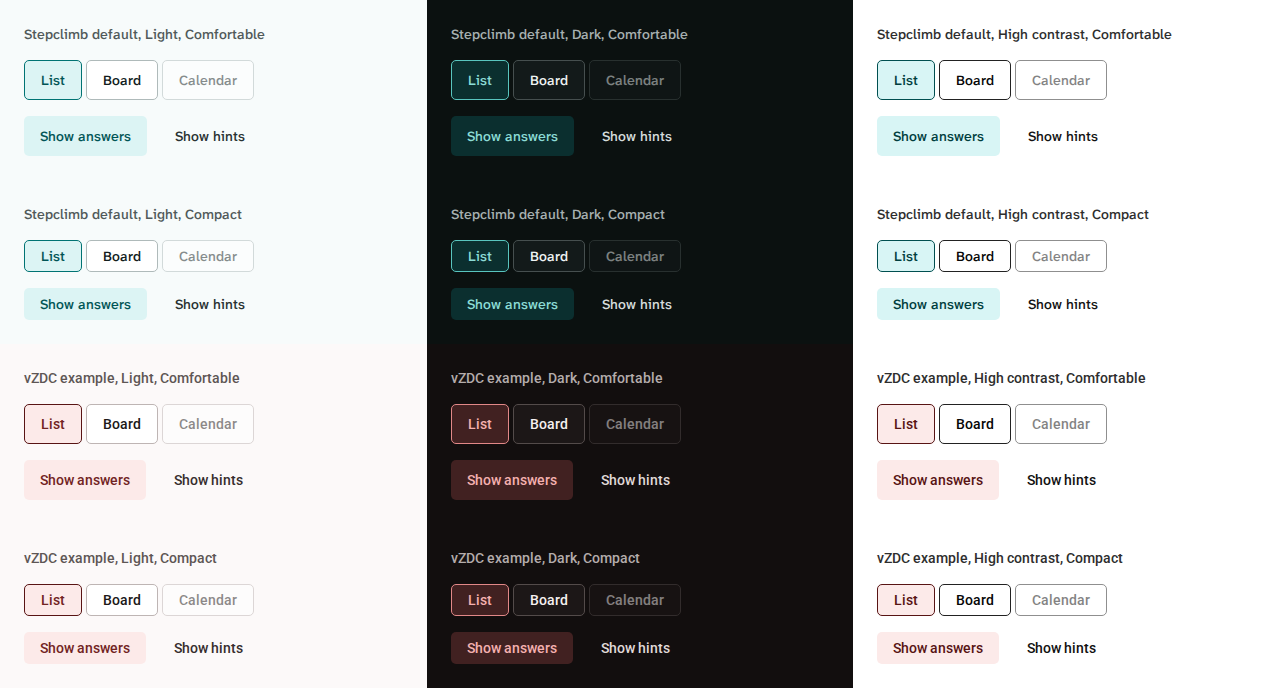 Stepclimb default, Light, Comfortable
List Board Calendar
Show answers Show hints
Stepclimb default, Light, Compact
List Board Calendar
Show answers Show hints
vZDC example, Light, Comfortable
List Board Calendar
Show answers Show hints
vZDC example, Light, Compact
List Board Calendar
Show answers Show hints
Stepclimb default, Dark, Comfortable
List Board Calendar
Show answers Show hints
Stepclimb default, Dark, Compact
List Board Calendar
Show answers Show hints
vZDC example, Dark, Comfortable
List Board Calendar
Show answers Show hints
vZDC example, Dark, Compact
List Board Calendar
Show answers Show hints
Stepclimb default, High contrast, Comfortable
List Board Calendar
Show answers Show hints
Stepclimb default, High contrast, Compact
List Board Calendar
Show answers Show hints
vZDC example, High contrast, Comfortable
List Board Calendar
Show answers Show hints
vZDC example, High contrast, Compact
List Board Calendar
Show answers Show hints